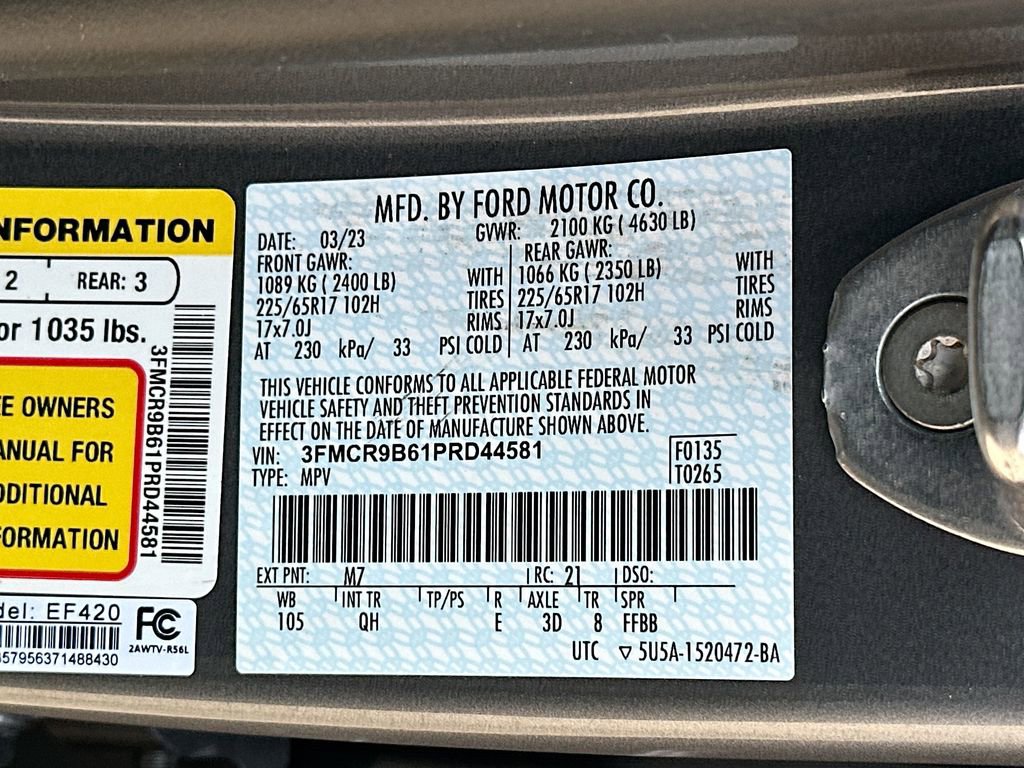 MFD. BY FORD MOTOR CO.
DATE: 03/23 GVWR: 2100 KG ( 4630 LB)
FRONT GAWR: REAR GAWR:
1089 KG ( 2400 LB) WITH 1066 KG ( 2350 LB) WITH
225/65R17 102H TIRES 225/65R17 102H TIRES
17x7.0J RIMS 17x7.0J RIMS
AT 230 kPa/ 33 PSI COLD AT 230 kPa/ 33 PSI COLD
THIS VEHICLE CONFORMS TO ALL APPLICABLE FEDERAL MOTOR
VEHICLE SAFETY AND THEFT PREVENTION STANDARDS IN
EFFECT ON THE DATE OF MANUFACTURE SHOWN ABOVE.
VIN: 3FMCR9B61PRD44581 F0135
TYPE: MPV T0265
EXT PNT: M7 RC: 21 DSO:
WB INT TR TP/PS R AXLE TR SPR
105 QH E 3D 8 FFBB
UTC ▽ 5U5A-1520472-BA
NFORMATION
2 REAR: 3
or 1035 lbs.
EE OWNERS
ANUAL FOR
DDITIONAL
FORMATION
3FMCR9B61PRD44581
del: EF420
FC
2AWTV-R56L
57956371488430